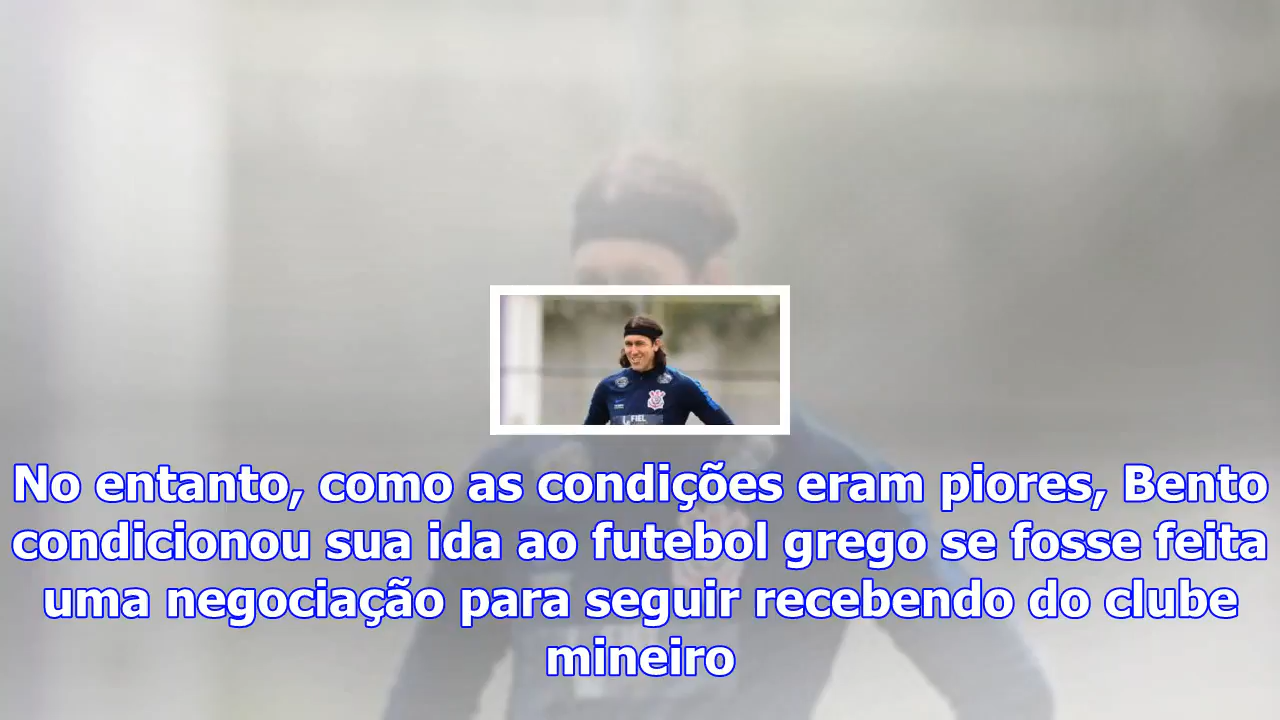 FIEL
No entanto, como as condições eram piores, Bento
condicionou sua ida ao futebol grego se fosse feita
uma negociação para seguir recebendo do clube
mineiro